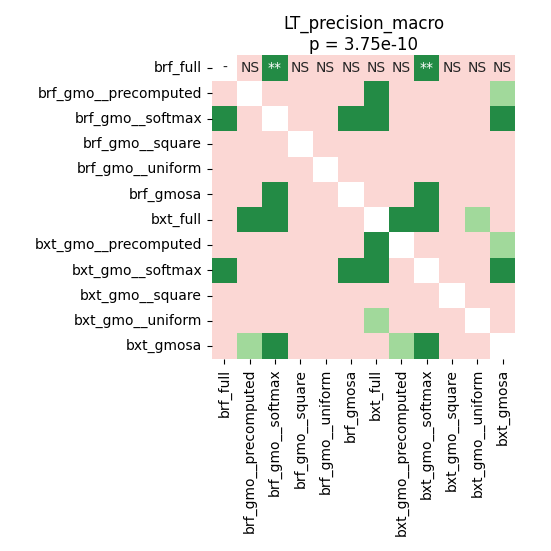 LT_precision_macro
p = 3.75e-10
brf_full - NS ** NS NS NS NS NS ** NS NS NS
brf_gmo__precomputed
brf_gmo__softmax
brf_gmo__square
brf_gmo__uniform
brf_gmosa
bxt_full
bxt_gmo__precomputed
bxt_gmo__softmax
bxt_gmo__square
bxt_gmo__uniform
bxt_gmosa
brf_full
brf_gmo__precomputed
brf_gmo__softmax
brf_gmo__square
brf_gmo__uniform
brf_gmosa
bxt_full
bxt_gmo__precomputed
bxt_gmo__softmax
bxt_gmo__square
bxt_gmo__uniform
bxt_gmosa